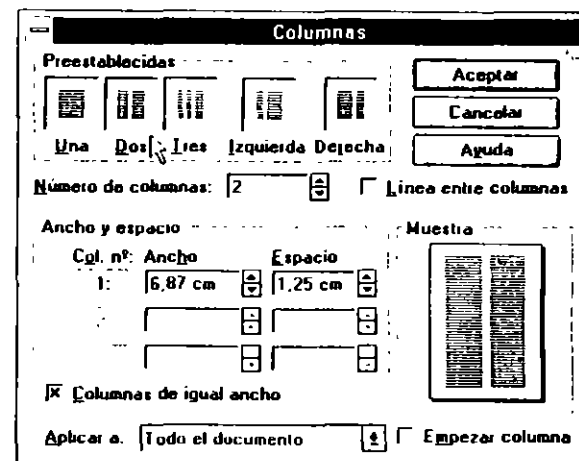 Columnas
Preestablecidas
Una Dos Tres Izquierda Derecha
Aceptar
Cancelar
Ayuda
Número de columnas: 2
Línea entre columnas
Ancho y espacio
Col. nº: Ancho Espacio
1: 6,87 cm 1,25 cm
Columnas de igual ancho
Muestra
Aplicar a. Todo el documento
Empezar columna